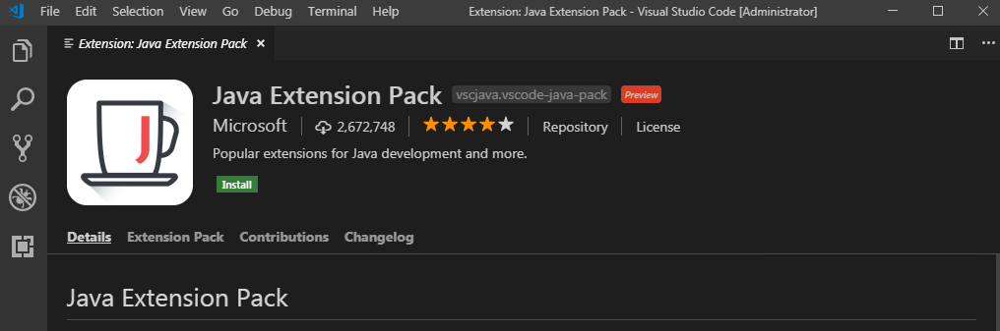 File Edit Selection View Go Debug Terminal Help Extension: Java Extension Pack - Visual Studio Code [Administrator]
Extension: Java Extension Pack
Java Extension Pack vscjava.vscode-java-pack Preview
Microsoft 2,672,748 Repository License
Popular extensions for Java development and more.
Install
Details Extension Pack Contributions Changelog
Java Extension Pack